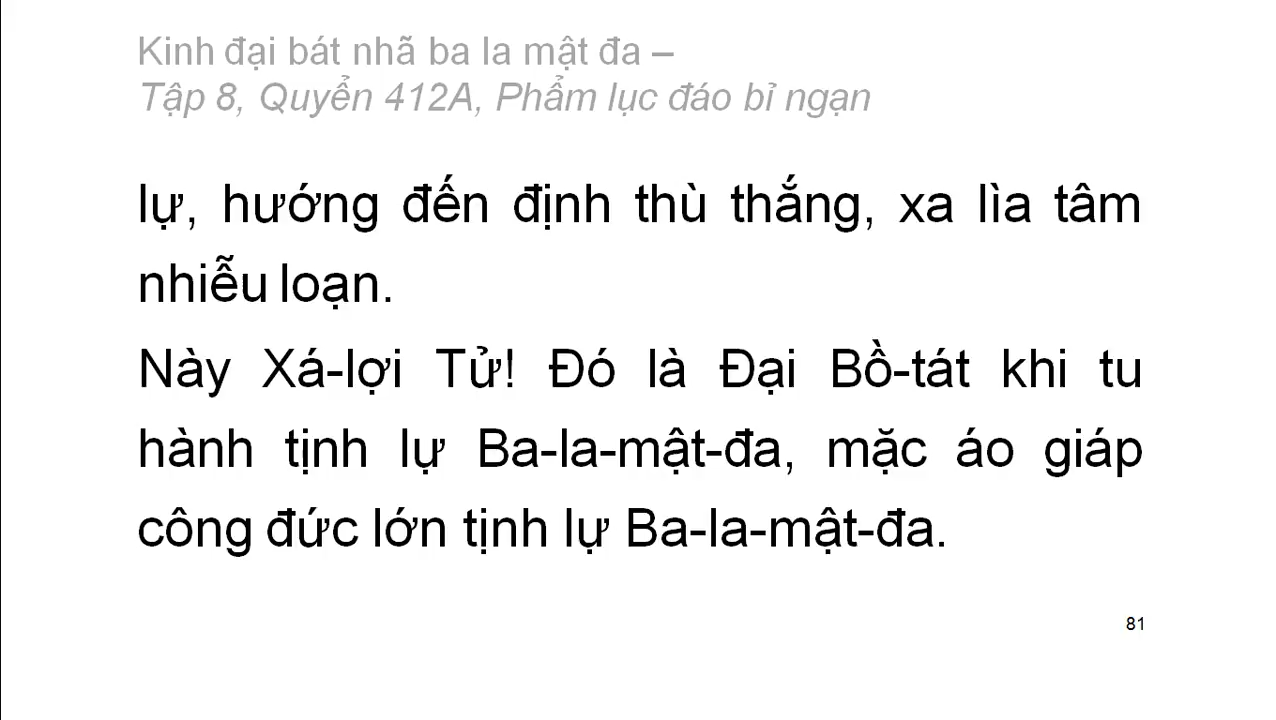 Kinh đại bát nhã ba la mật đa –
Tập 8, Quyển 412A, Phẩm lục đáo bỉ ngạn
lự, hướng đến định thù thắng, xa lìa tâm
nhiễu loạn.
Này Xá-lợi Tử! Đó là Đại Bồ-tát khi tu
hành tịnh lự Ba-la-mật-đa, mặc áo giáp
công đức lớn tịnh lự Ba-la-mật-đa.
81